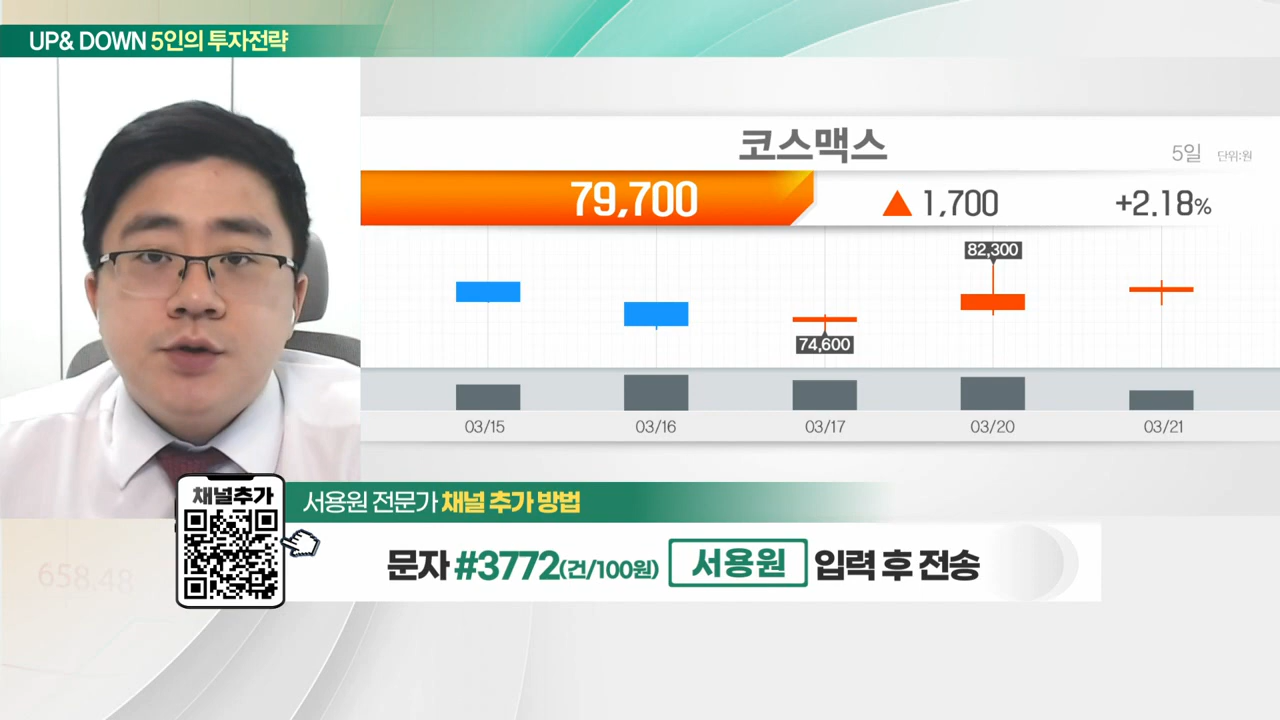 UP& DOWN 5인의 투자전략
코스맥스
5일 단위:원
79,700 ▲ 1,700 +2.18%
82,300
74,600
03/15 03/16 03/17 03/20 03/21
채널추가
서용원 전문가 채널 추가 방법
문자 #3772(건/100원) 서용원 입력 후 전송
658.48